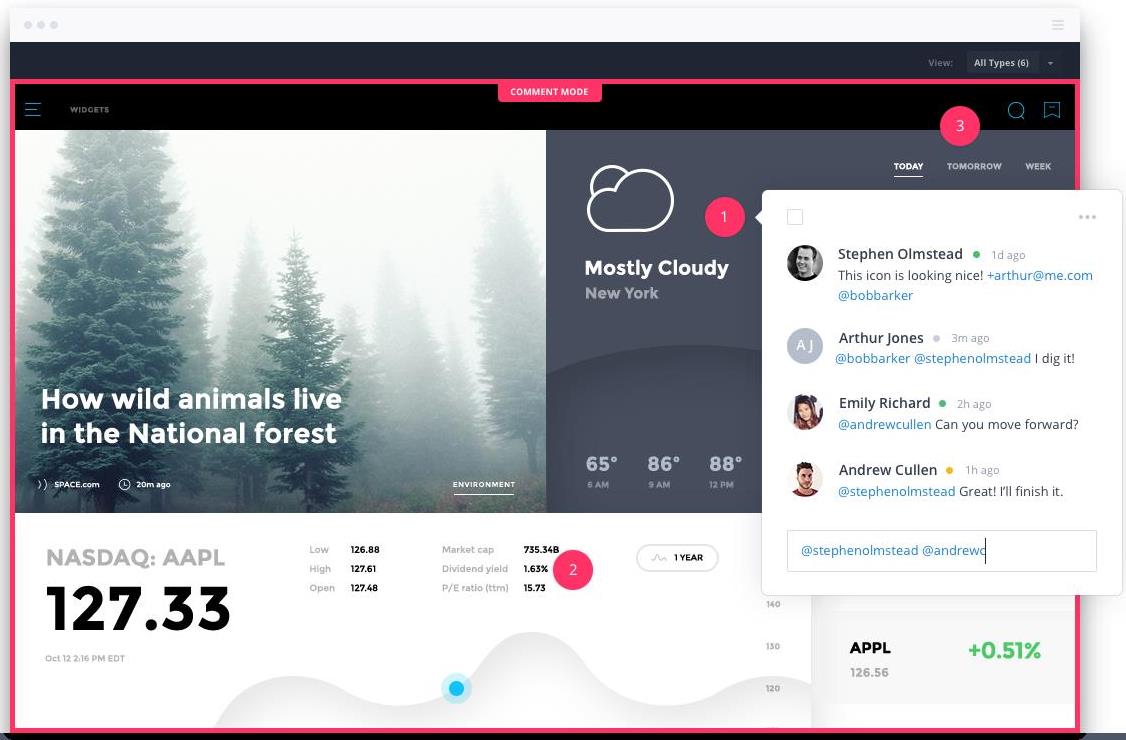 View: All Types (6)
COMMENT MODE
WIDGETS
3
TODAY TOMORROW WEEK
1
Mostly Cloudy
New York
65° 86° 88°
6 AM 9 AM 12 PM
How wild animals live
in the National forest
SPACE.com 20m ago
ENVIRONMENT
Stephen Olmstead 1d ago
This icon is looking nice! +arthur@me.com
@bobbarker
A J
Arthur Jones 3m ago
@bobbarker @stephenolmstead I dig it!
Emily Richard 2h ago
@andrewcullen Can you move forward?
Andrew Cullen 1h ago
@stephenolmstead Great! I'll finish it.
@stephenolmstead @andrewc
NASDAQ: AAPL
127.33
Oct 12 2:16 PM EDT
Low 126.88
High 127.61
Open 127.48
Market cap 735.34B
Dividend yield 1.63%
P/E ratio (ttm) 15.73
2
1 YEAR
140
130
120
APPL
126.56
+0.51%